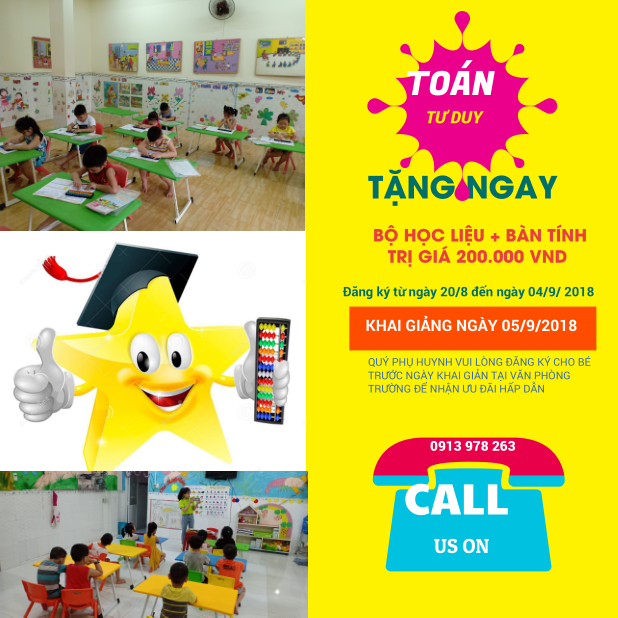 TOÁN
TƯ DUY
TẶNG NGAY
BỘ HỌC LIỆU + BÀN TÍNH
TRỊ GIÁ 200.000 VND
Đăng ký từ ngày 20/8 đến ngày 04/9/ 2018
KHAI GIẢNG NGÀY 05/9/2018
QUÝ PHỤ HUYNH VUI LÒNG ĐĂNG KÝ CHO BÉ
TRƯỚC NGÀY KHAI GIẢN TẠI VĂN PHÒNG
TRƯỜNG ĐỂ NHẬN ƯU ĐÃI HẤP DẪN
0913 978 263
CALL
US ON